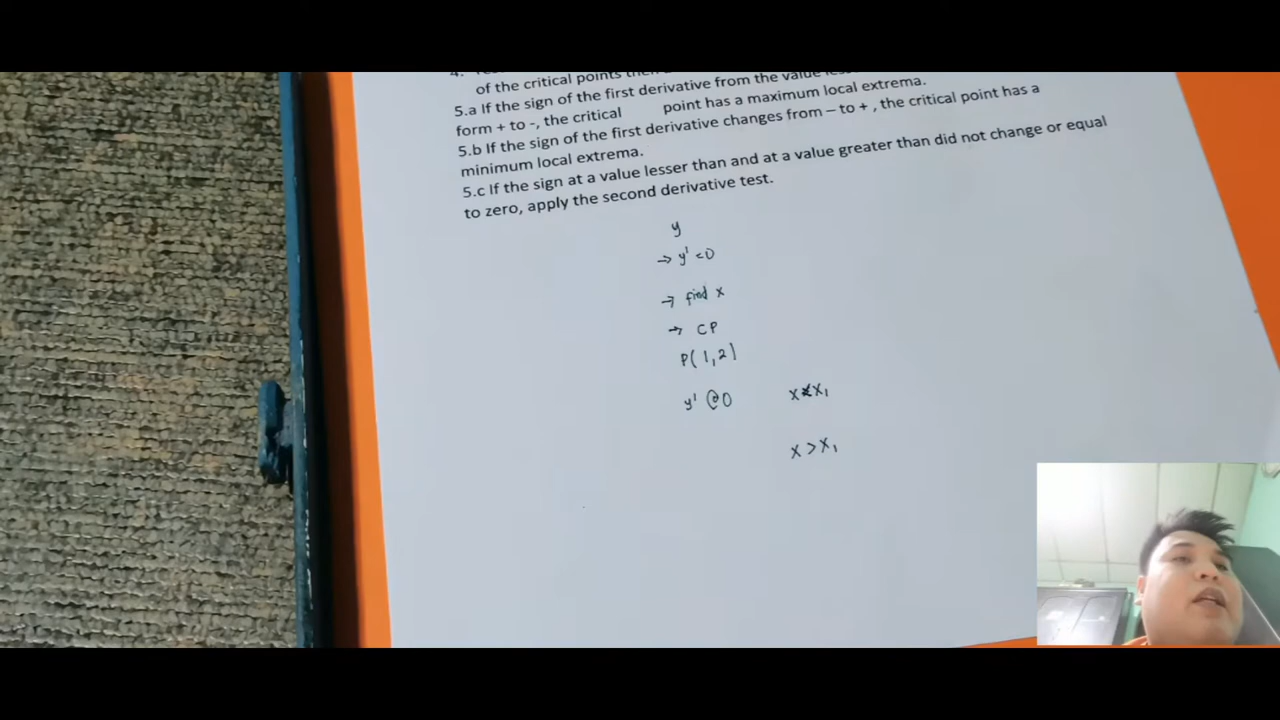 4.
of the critical points
5.a If the sign of the first derivative from the value
form + to -, the critical point has a maximum local extrema.
5.b If the sign of the first derivative changes from – to + , the critical point has a
minimum local extrema.
5.c If the sign at a value lesser than and at a value greater than did not change or equal
to zero, apply the second derivative test.
y
→ y' = 0
→ find x
→ CP
P(1,2)
y' @ 0 x < x₁
x > x₁